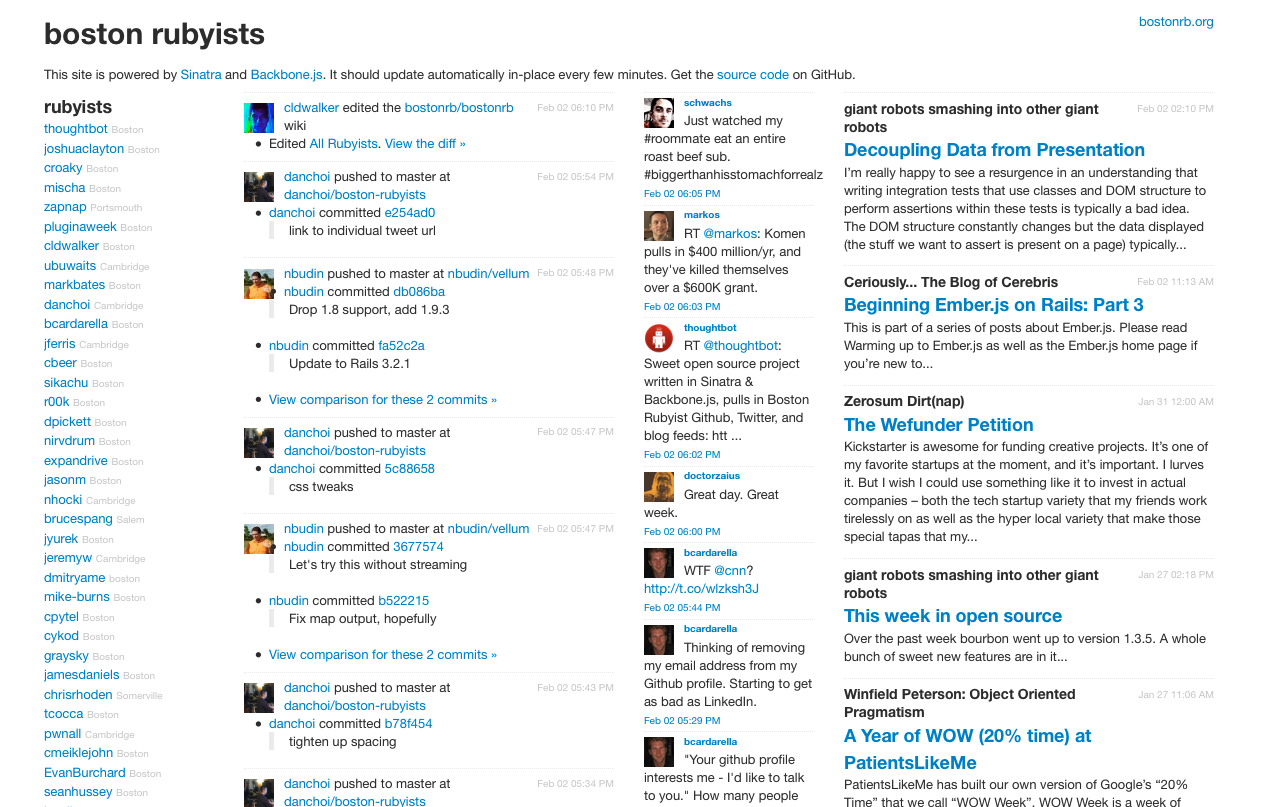 boston rubyists
bostonrb.org
This site is powered by Sinatra and Backbone.js. It should update automatically in-place every few minutes. Get the source code on GitHub.
rubyists
thoughtbot Boston
joshuaclayton Boston
croaky Boston
mischa Boston
zapnap Portsmouth
pluginaweek Boston
cldwalker Boston
ubuwaits Cambridge
markbates Boston
danchoi Cambridge
bcardarella Boston
jferris Cambridge
cbeer Boston
sikachu Boston
r00k Boston
dpickett Boston
nirvdrum Boston
expandrive Boston
jasonm Boston
nhocki Cambridge
brucespang Salem
jyurek Boston
jeremyw Cambridge
dmitryame boston
mike-burns Boston
cpytel Boston
cykod Boston
graysky Boston
jamesdaniels Boston
chrisrhoden Somerville
tcocca Boston
pwnall Cambridge
cmeiklejohn Boston
EvanBurchard Boston
seanhussey Boston
cldwalker edited the bostonrb/bostonrb Feb 02 06:10 PM
wiki
• Edited All Rubyists. View the diff »
danchoi pushed to master at Feb 02 05:54 PM
danchoi/boston-rubyists
• danchoi committed e254ad0
link to individual tweet url
nbudin pushed to master at nbudin/vellum Feb 02 05:48 PM
• nbudin committed db086ba
Drop 1.8 support, add 1.9.3
• nbudin committed fa52c2a
Update to Rails 3.2.1
• View comparison for these 2 commits »
danchoi pushed to master at Feb 02 05:47 PM
danchoi/boston-rubyists
• danchoi committed 5c88658
css tweaks
nbudin pushed to master at nbudin/vellum Feb 02 05:47 PM
• nbudin committed 3677574
Let's try this without streaming
• nbudin committed b522215
Fix map output, hopefully
• View comparison for these 2 commits »
danchoi pushed to master at Feb 02 05:43 PM
danchoi/boston-rubyists
• danchoi committed b78f454
tighten up spacing
danchoi pushed to master at Feb 02 05:34 PM
danchoi/boston-rubyists
schwachs
Just watched my
#roommate eat an entire
roast beef sub.
#biggerthanhisstomachforrealz
Feb 02 06:05 PM
markos
RT @markos: Komen
pulls in $400 million/yr, and
they've killed themselves
over a $600K grant.
Feb 02 06:03 PM
thoughtbot
RT @thoughtbot:
Sweet open source project
written in Sinatra &
Backbone.js, pulls in Boston
Rubyist Github, Twitter, and
blog feeds: htt ...
Feb 02 06:02 PM
doctorzaius
Great day. Great
week.
Feb 02 06:00 PM
bcardarella
WTF @cnn?
http://t.co/wlzksh3J
Feb 02 05:44 PM
bcardarella
Thinking of removing
my email address from my
Github profile. Starting to get
as bad as LinkedIn.
Feb 02 05:29 PM
bcardarella
"Your github profile
interests me - I'd like to talk
to you." How many people
giant robots smashing into other giant Feb 02 02:10 PM
robots
Decoupling Data from Presentation
I’m really happy to see a resurgence in an understanding that
writing integration tests that use classes and DOM structure to
perform assertions within these tests is typically a bad idea.
The DOM structure constantly changes but the data displayed
(the stuff we want to assert is present on a page) typically...
Ceriously... The Blog of Cerebris Feb 02 11:13 AM
Beginning Ember.js on Rails: Part 3
This is part of a series of posts about Ember.js. Please read
Warming up to Ember.js as well as the Ember.js home page if
you’re new to...
Zerosum Dirt(nap) Jan 31 12:00 AM
The Wefunder Petition
Kickstarter is awesome for funding creative projects. It’s one of
my favorite startups at the moment, and it’s important. I lurves
it. But I wish I could use something like it to invest in actual
companies – both the tech startup variety that my friends work
tirelessly on as well as the hyper local variety that make those
special tapas that my...
giant robots smashing into other giant Jan 27 02:18 PM
robots
This week in open source
Over the past week bourbon went up to version 1.3.5. A whole
bunch of sweet new features are in it...
Winfield Peterson: Object Oriented Jan 27 11:06 AM
Pragmatism
A Year of WOW (20% time) at
PatientsLikeMe
PatientsLikeMe has built our own version of Google’s “20%
Time” that we call “WOW Week”. WOW Week is a week of